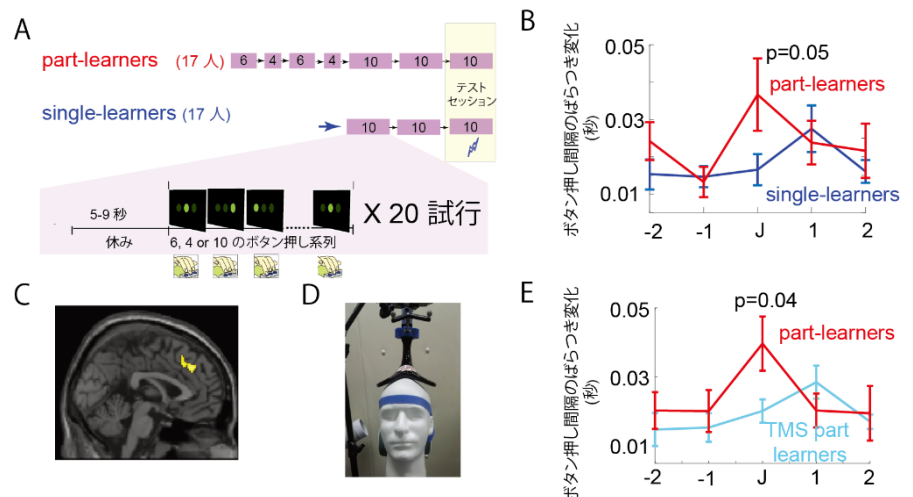 A
part-learners (17 人)
6 4 6 4 10 10 10
テスト
セッション
single-learners (17 人)
10 10 10
5-9 秒
休み
6, 4 or 10 のボタン押し系列
X 20 試行
B
ボタン押し間隔のばらつき変化
(秒)
0.05
0.03
0.01
p=0.05
part-learners
single-learners
-2 -1 J 1 2
C
D
E
ボタン押し間隔のばらつき変化
(秒)
0.05
0.03
0.01
p=0.04
part-learners
TMS part
learners
-2 -1 J 1 2